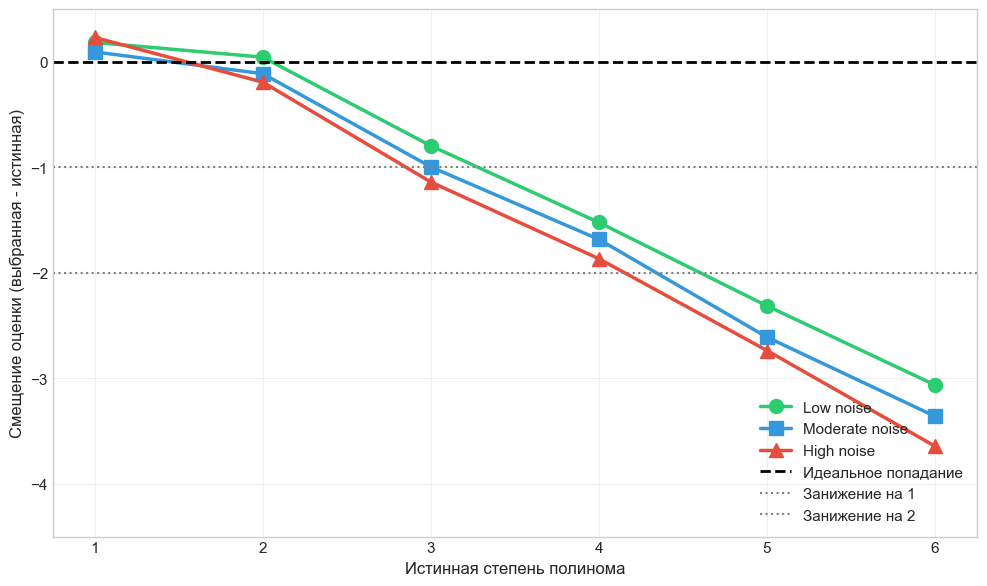 Смещение оценки (выбранная - истинная)
0
−1
−2
−3
−4
Low noise
Moderate noise
High noise
Идеальное попадание
Занижение на 1
Занижение на 2
1 2 3 4 5 6
Истинная степень полинома